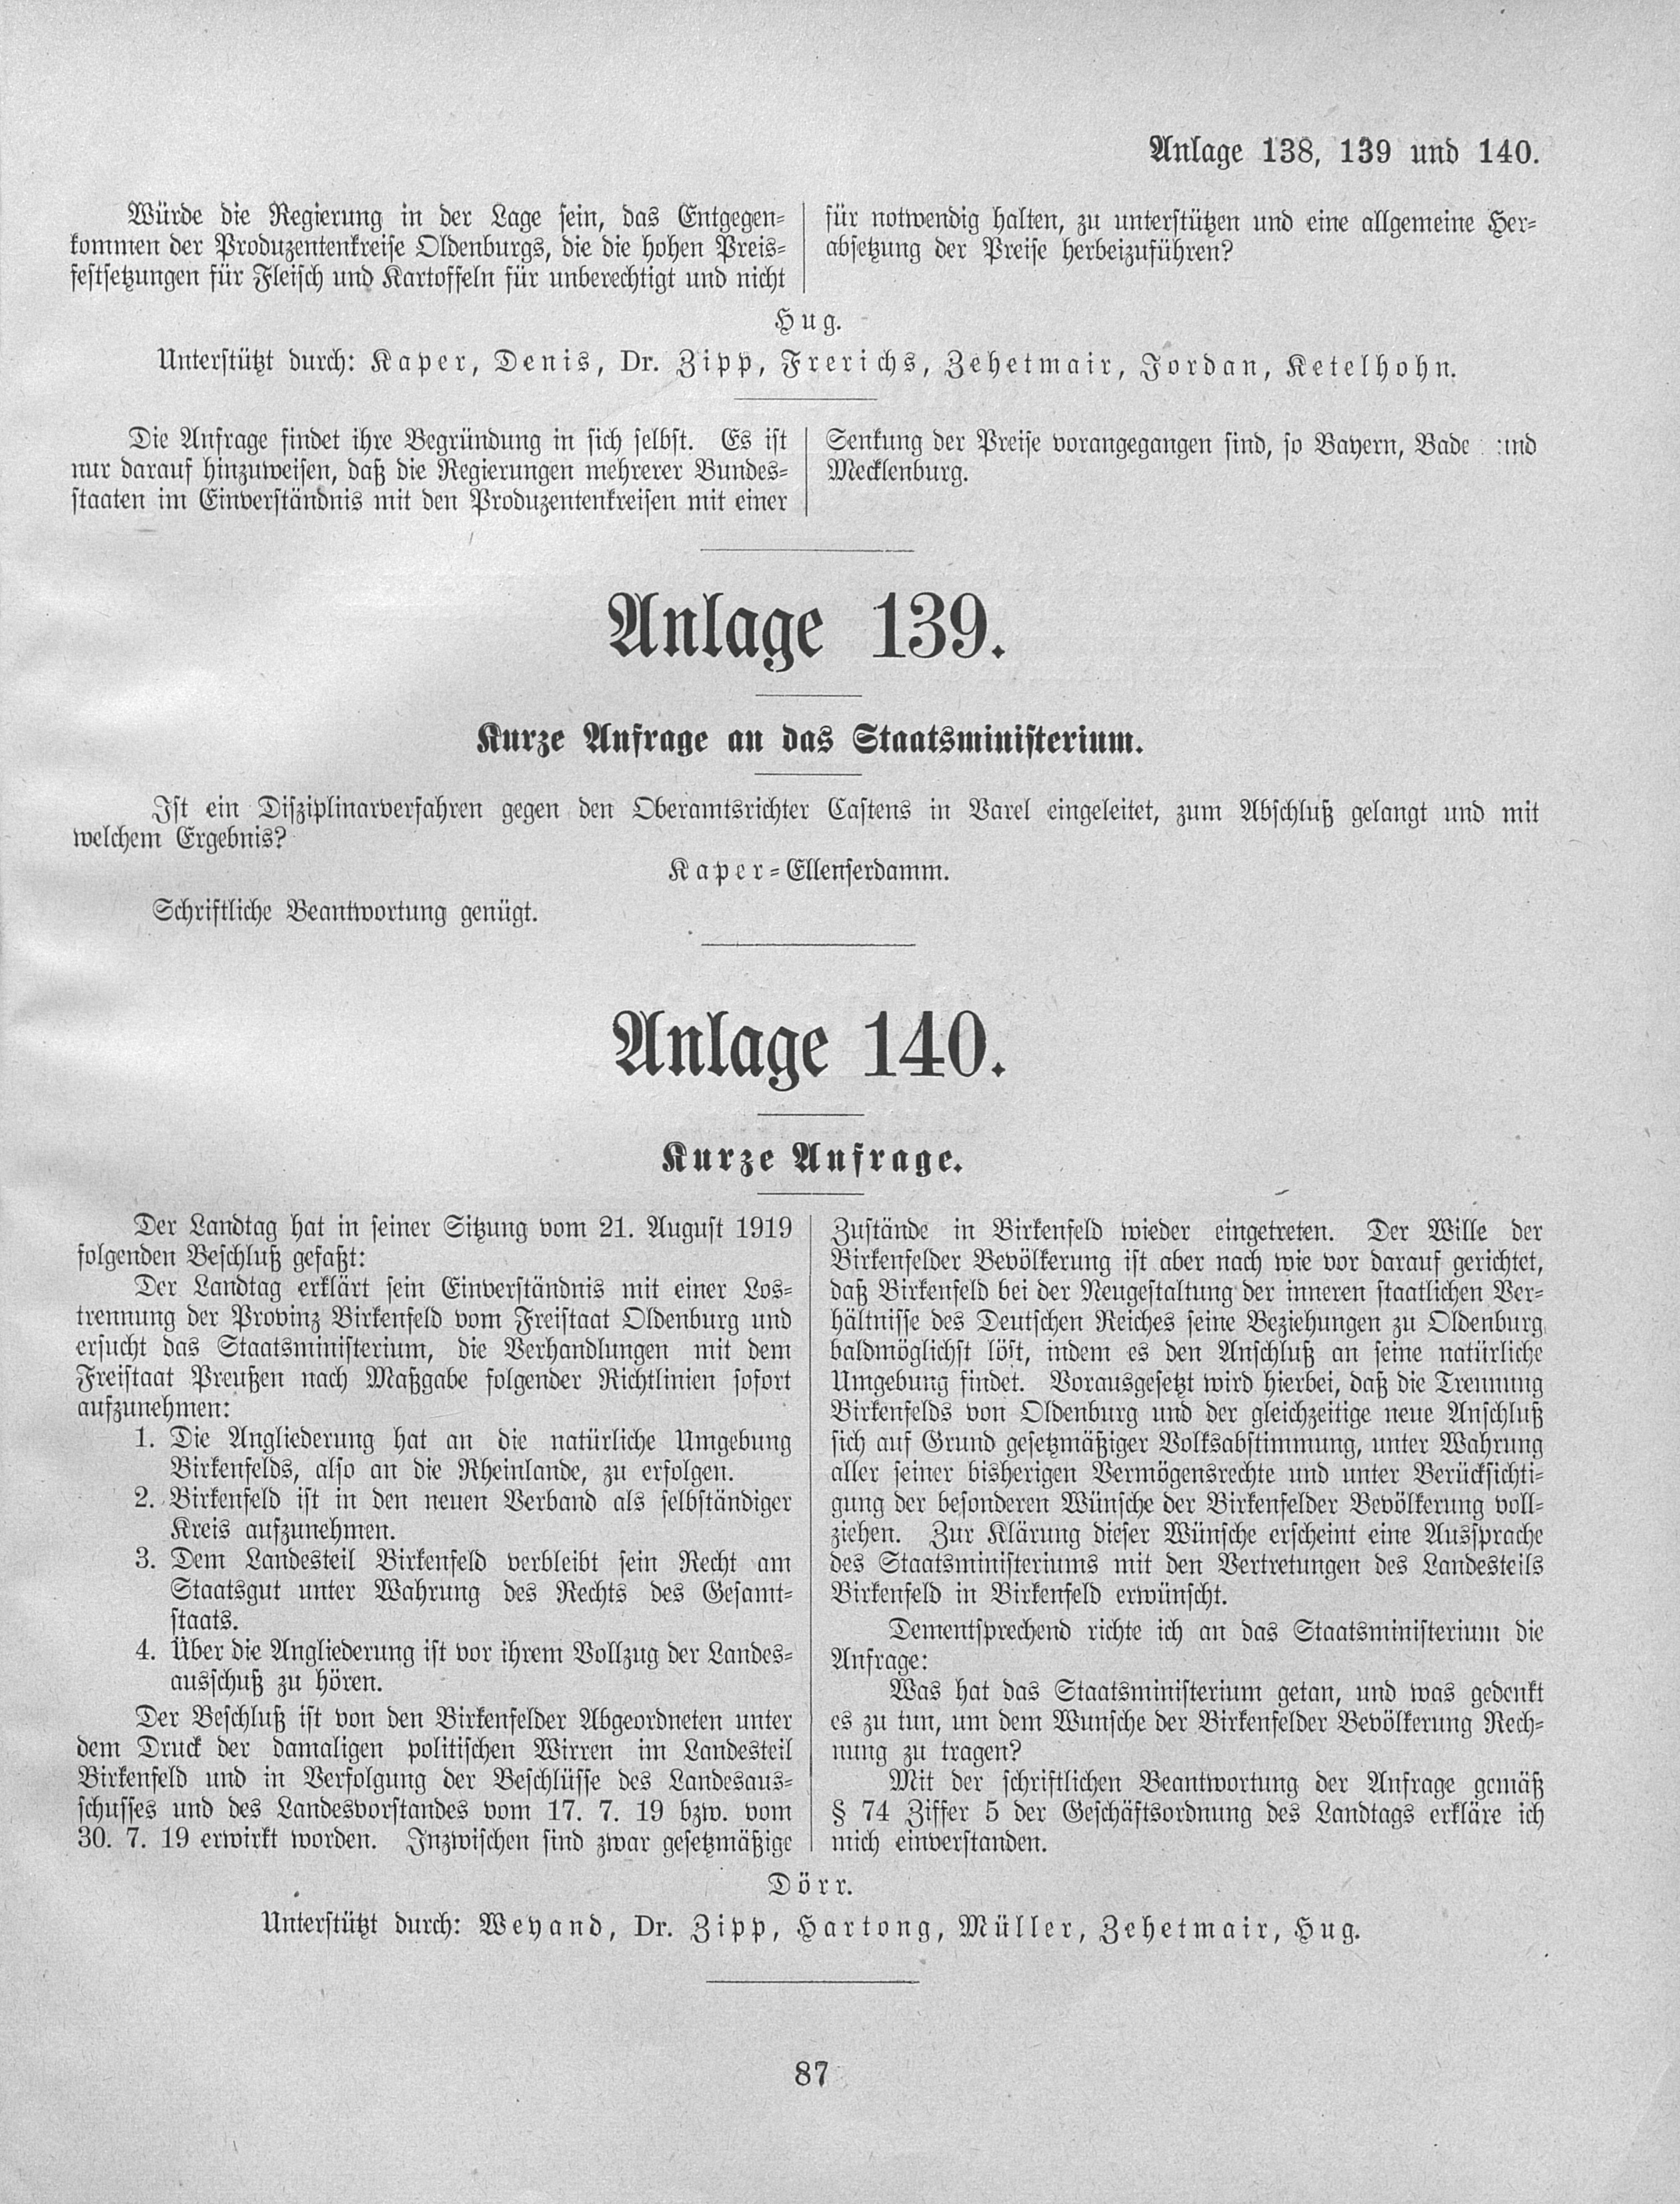 Anlage 138, 139 und 140.
Würde die Regierung in der Lage sein, das Entgegen-
kommen der Produzentenkreise Oldenburgs, die die hohen Preis-
festsetzungen für Fleisch und Kartoffeln für unberechtigt und nicht
für notwendig halten, zu unterstützen und eine allgemeine Her-
absetzung der Preise herbeizuführen?
Hug.
Unterstützt durch: Kaper, Denis, Dr. Zipp, Frerichs, Zehetmair, Jordan, Ketelhohn.
Die Anfrage findet ihre Begründung in sich selbst. Es ist
nur darauf hinzuweisen, daß die Regierungen mehrerer Bundes-
staaten im Einverständnis mit den Produzentenkreisen mit einer
Senkung der Preise vorangegangen sind, so Bayern, Bade und
Mecklenburg.
Anlage 139.
Kurze Anfrage an das Staatsministerium.
Ist ein Disziplinarverfahren gegen den Oberamtsrichter Castens in Varel eingeleitet, zum Abschluß gelangt und mit
welchem Ergebnis?
Kaper-Ellenserdamm.
Schriftliche Beantwortung genügt.
Anlage 140.
Kurze Anfrage.
Der Landtag hat in seiner Sitzung vom 21. August 1919
folgenden Beschluß gefaßt:
Der Landtag erklärt sein Einverständnis mit einer Los-
trennung der Provinz Birkenfeld vom Freistaat Oldenburg und
ersucht das Staatsministerium, die Verhandlungen mit dem
Freistaat Preußen nach Maßgabe folgender Richtlinien sofort
aufzunehmen:
1. Die Angliederung hat an die natürliche Umgebung
Birkenfelds, also an die Rheinlande, zu erfolgen.
2. Birkenfeld ist in den neuen Verband als selbständiger
Kreis aufzunehmen.
3. Dem Landesteil Birkenfeld verbleibt sein Recht am
Staatsgut unter Wahrung des Rechts des Gesamt-
staats.
4. Über die Angliederung ist vor ihrem Vollzug der Landes-
ausschuß zu hören.
Der Beschluß ist von den Birkenfelder Abgeordneten unter
dem Druck der damaligen politischen Wirren im Landesteil
Birkenfeld und in Verfolgung der Beschlüsse des Landesaus-
schusses und des Landesvorstandes vom 17. 7. 19 bzw. vom
30. 7. 19 erwirkt worden. Inzwischen sind zwar gesetzmäßige
Zustände in Birkenfeld wieder eingetreten. Der Wille der
Birkenfelder Bevölkerung ist aber nach wie vor darauf gerichtet,
daß Birkenfeld bei der Neugestaltung der inneren staatlichen Ver-
hältnisse des Deutschen Reiches seine Beziehungen zu Oldenburg
baldmöglichst löst, indem es den Anschluß an seine natürliche
Umgebung findet. Vorausgesetzt wird hierbei, daß die Trennung
Birkenfelds von Oldenburg und der gleichzeitige neue Anschluß
sich auf Grund gesetzmäßiger Volksabstimmung, unter Wahrung
aller seiner bisherigen Vermögensrechte und unter Berücksichti-
gung der besonderen Wünsche der Birkenfelder Bevölkerung voll-
ziehen. Zur Klärung dieser Wünsche erscheint eine Aussprache
des Staatsministeriums mit den Vertretungen des Landesteils
Birkenfeld in Birkenfeld erwünscht.
Dementsprechend richte ich an das Staatsministerium die
Anfrage:
Was hat das Staatsministerium getan, und was gedenkt
es zu tun, um dem Wunsche der Birkenfelder Bevölkerung Rech-
nung zu tragen?
Mit der schriftlichen Beantwortung der Anfrage gemäß
§ 74 Ziffer 5 der Geschäftsordnung des Landtags erkläre ich
mich einverstanden.
Dörr.
Unterstützt durch: Weyand, Dr. Zipp, Hartong, Müller, Zehetmair, Hug.
87